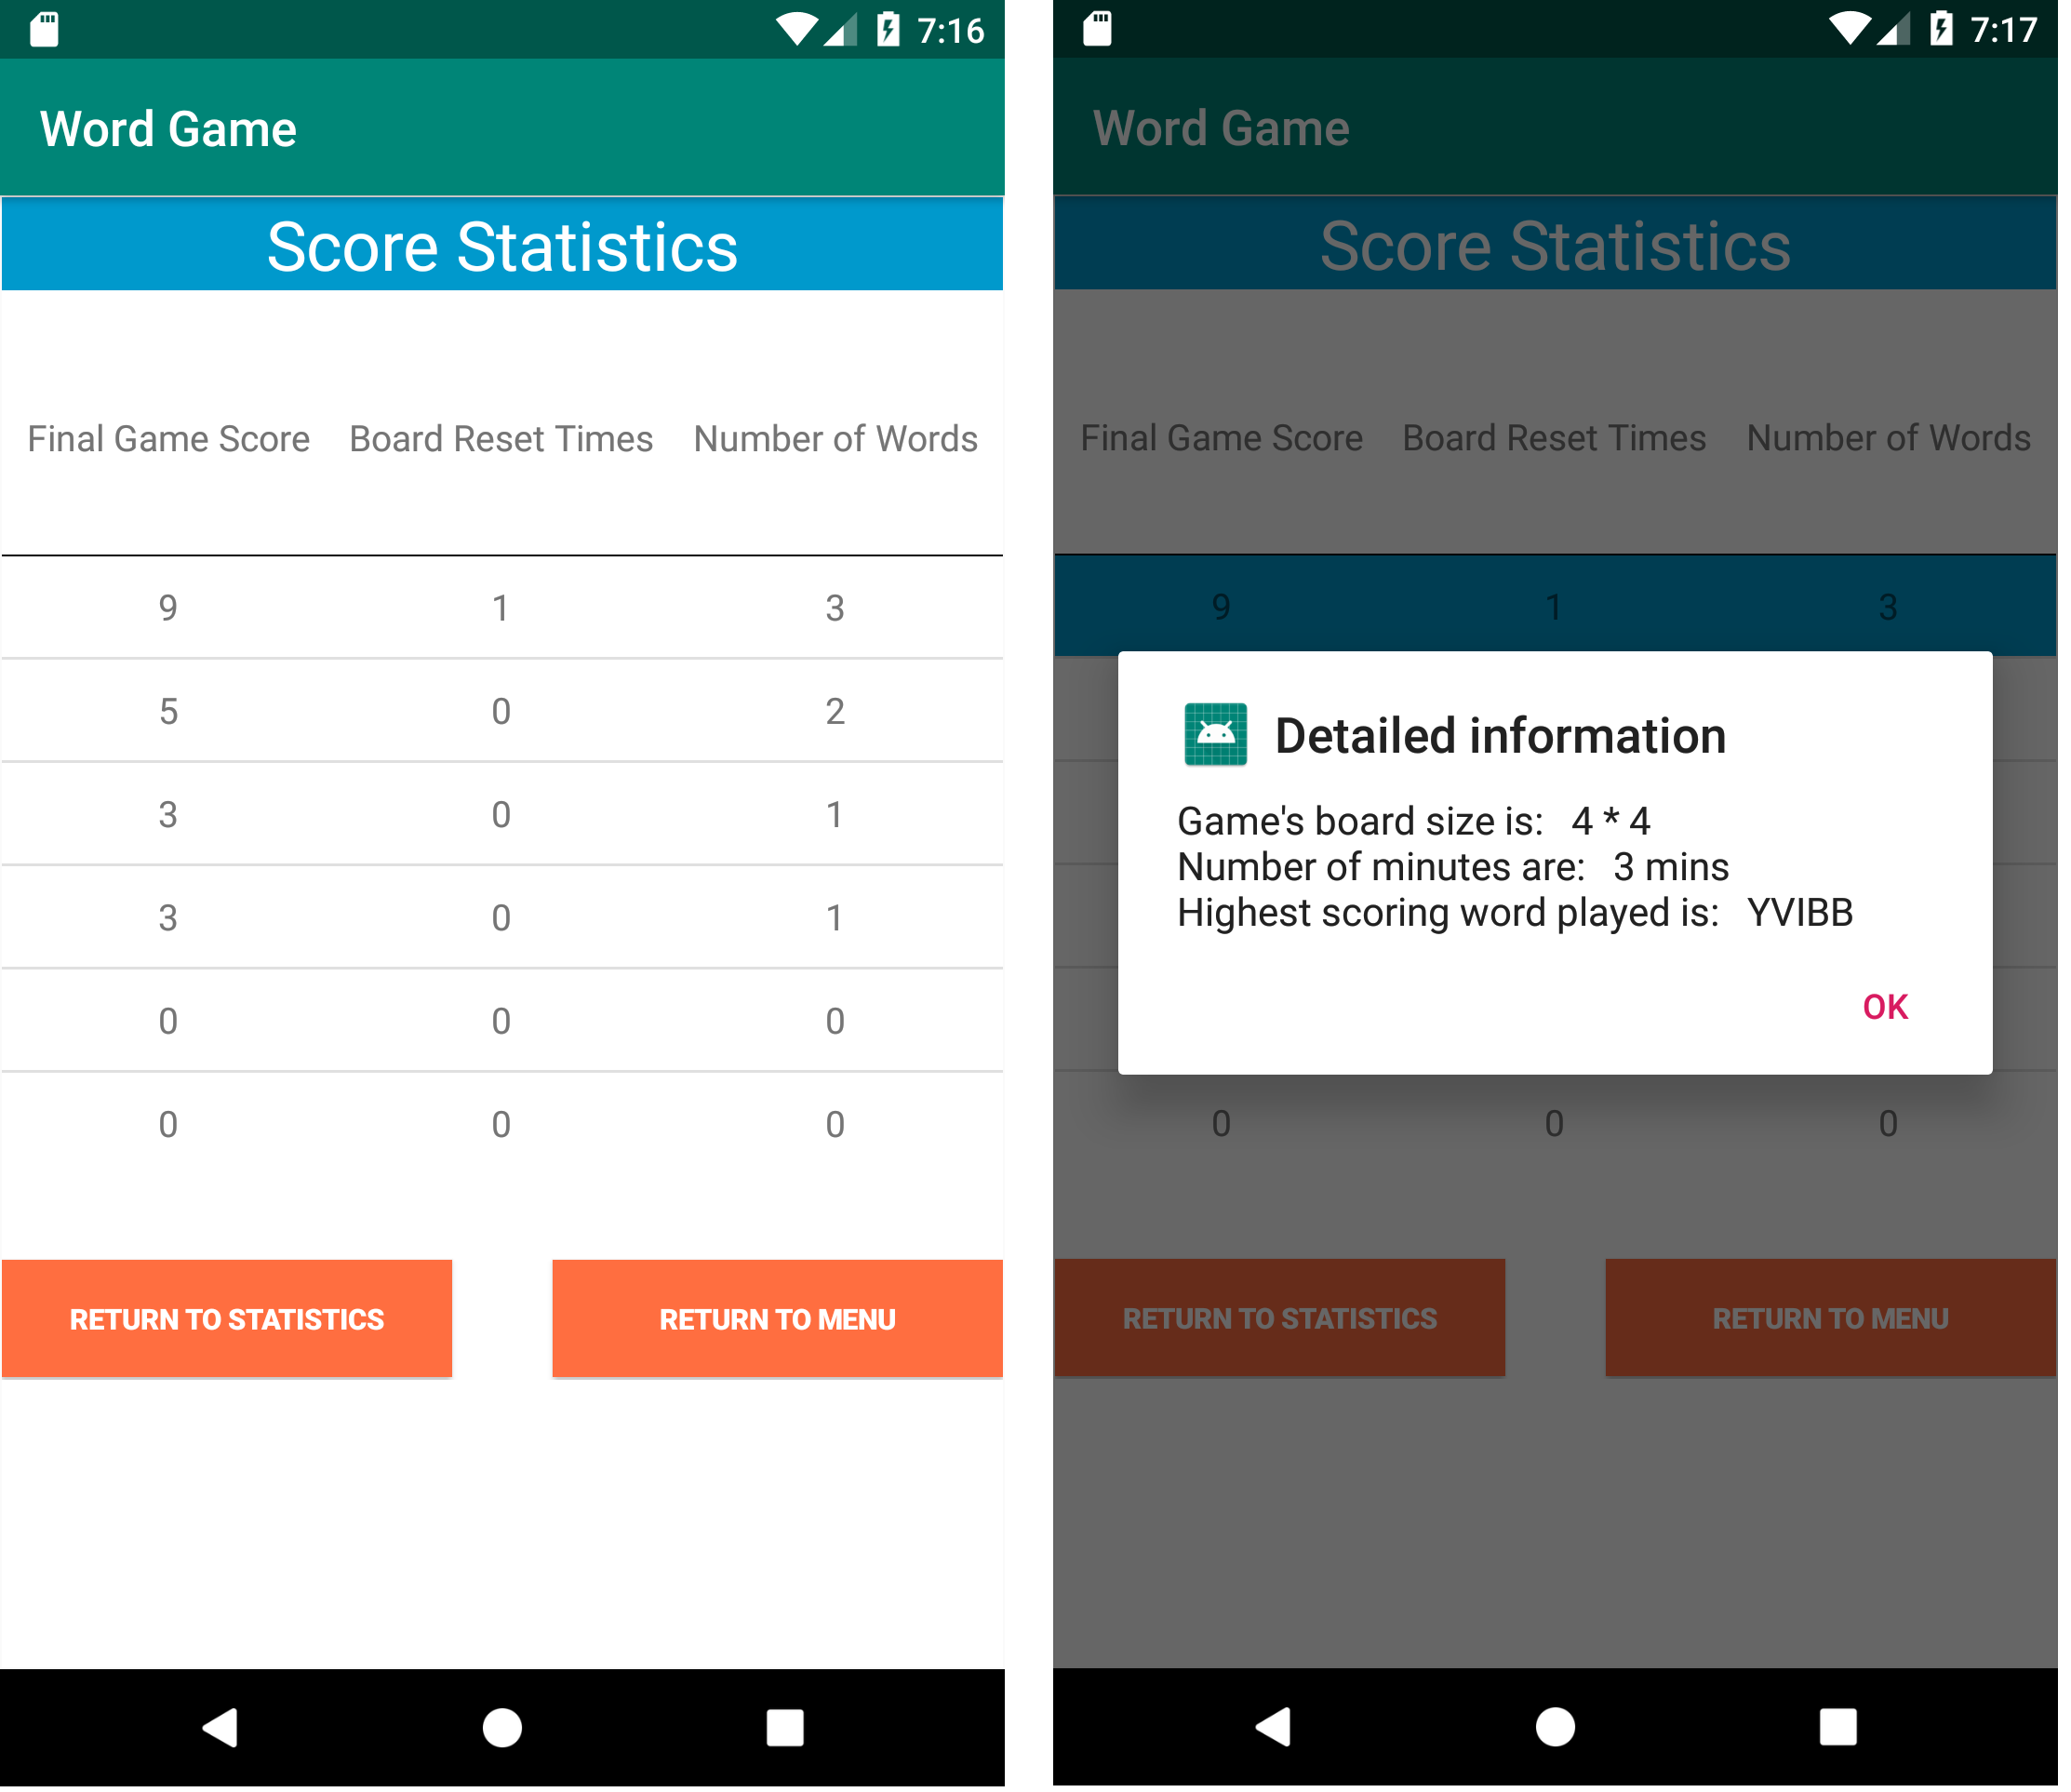 7:16
Word Game
Score Statistics
Final Game Score Board Reset Times Number of Words
9 1 3
5 0 2
3 0 1
3 0 1
0 0 0
0 0 0
RETURN TO STATISTICS RETURN TO MENU
7:17
Word Game
Score Statistics
Final Game Score Board Reset Times Number of Words
9 1 3
Detailed information
Game's board size is: 4 * 4
Number of minutes are: 3 mins
Highest scoring word played is: YVIBB
OK
0 0 0
RETURN TO STATISTICS RETURN TO MENU